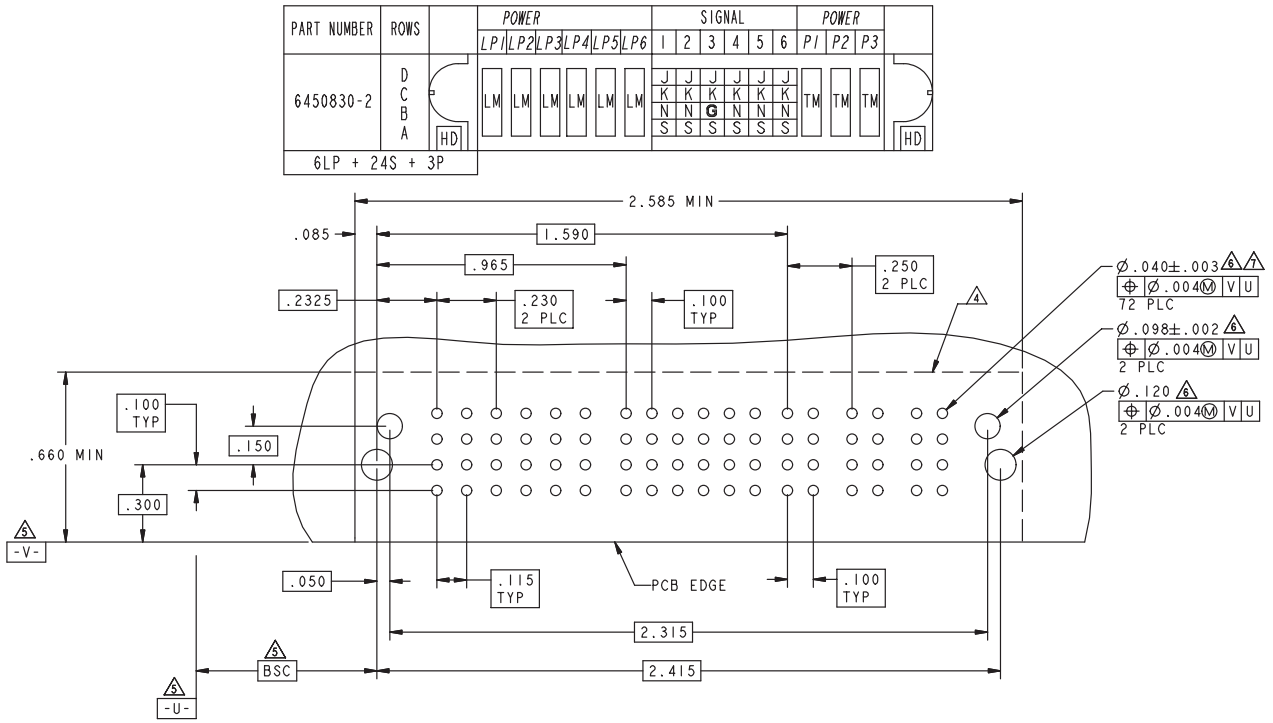 PART NUMBER ROWS POWER SIGNAL POWER
LP1 LP2 LP3 LP4 LP5 LP6 1 2 3 4 5 6 P1 P2 P3
6450830-2
D
C
B
A
HD
LM LM LM LM LM LM
J J J J J J
K K K K K K
N N G N N N
S S S S S S
TM TM TM
HD
6LP + 24S + 3P
2.585 MIN
.085
1.590
.965
.250
2 PLC
.2325
.230
2 PLC
.100
TYP
4
Ø.040±.003 6 7
⌖ Ø.004Ⓜ V U
72 PLC
Ø.098±.002 6
⌖ Ø.004Ⓜ V U
2 PLC
Ø.120 6
⌖ Ø.004Ⓜ V U
2 PLC
.100
TYP
.150
.660 MIN
.300
5
-V-
.050
.115
TYP
PCB EDGE
.100
TYP
2.315
5
BSC
2.415
5
-U-